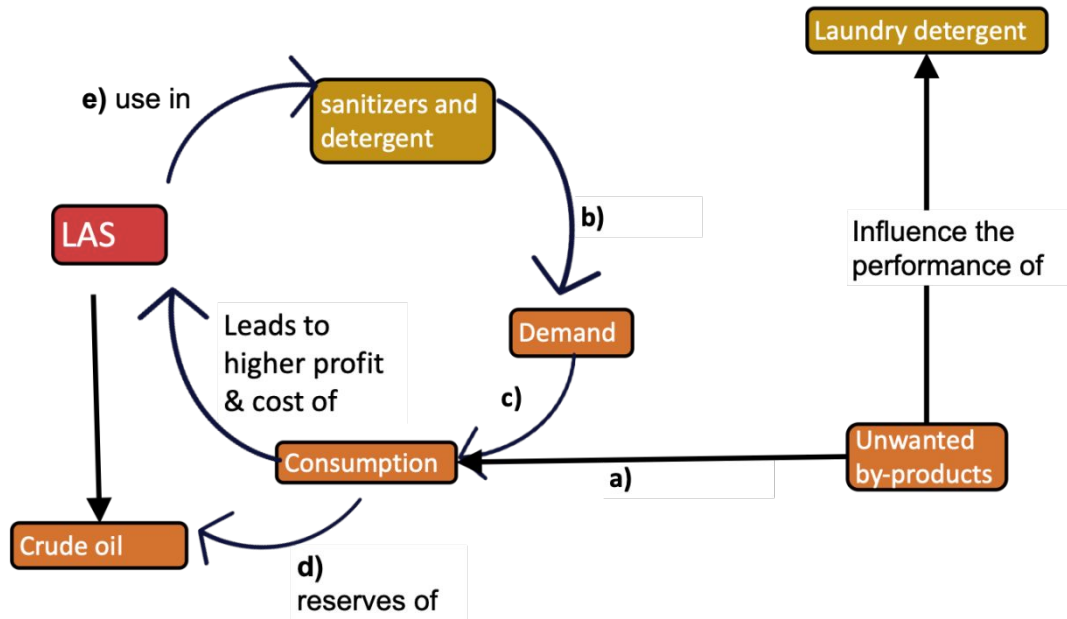 Laundry detergent
e) use in
sanitizers and
detergent
b)
LAS
Influence the
performance of
Leads to
higher profit
& cost of
Demand
c)
Consumption
Unwanted
by-products
a)
Crude oil
d)
reserves of